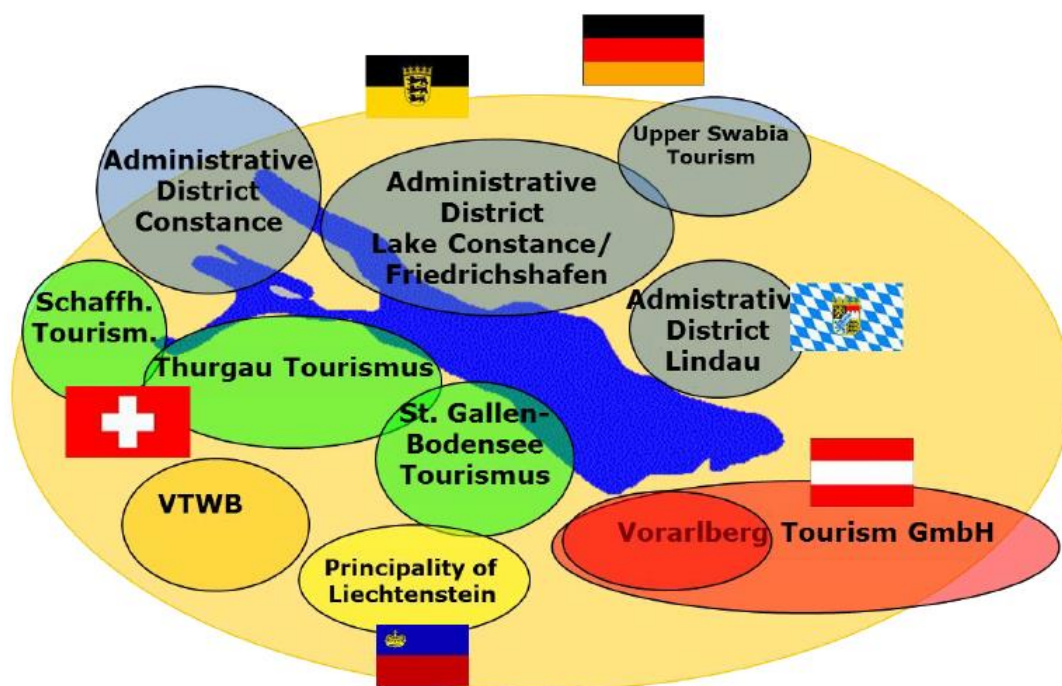 Upper Swabia
Tourism
Administrative
District
Constance
Administrative
District
Lake Constance/
Friedrichshafen
Schaffh.
Tourism.
Admistrativ
District
Lindau
Thurgau Tourismus
St. Gallen-
Bodensee
Tourismus
VTWB
Vorarlberg Tourism GmbH
Principality of
Liechtenstein